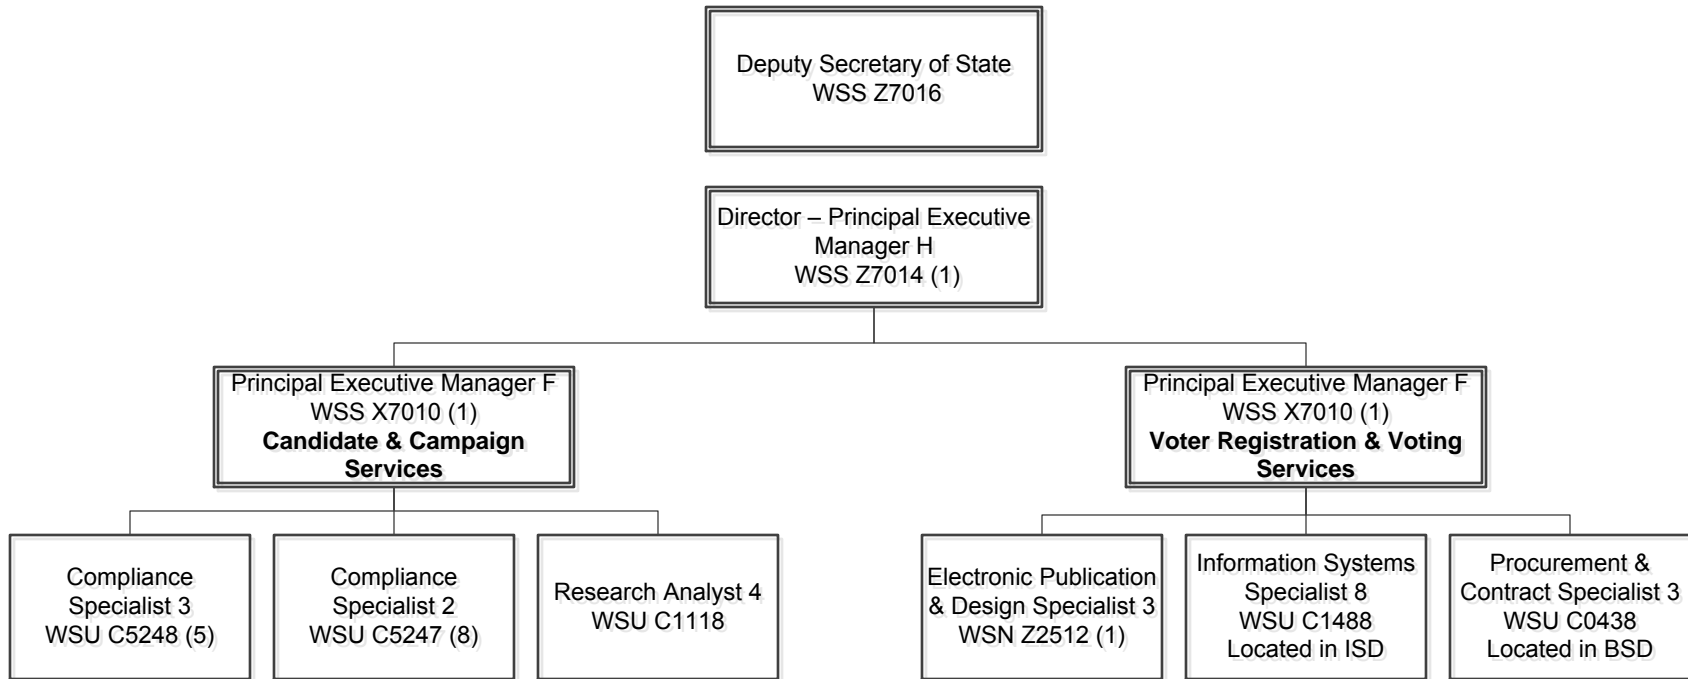 Deputy Secretary of State
WSS Z7016
Director – Principal Executive
Manager H
WSS Z7014 (1)
Principal Executive Manager F
WSS X7010 (1)
Candidate & Campaign
Services
Principal Executive Manager F
WSS X7010 (1)
Voter Registration & Voting
Services
Compliance
Specialist 3
WSU C5248 (5)
Compliance
Specialist 2
WSU C5247 (8)
Research Analyst 4
WSU C1118
Electronic Publication
& Design Specialist 3
WSN Z2512 (1)
Information Systems
Specialist 8
WSU C1488
Located in ISD
Procurement &
Contract Specialist 3
WSU C0438
Located in BSD